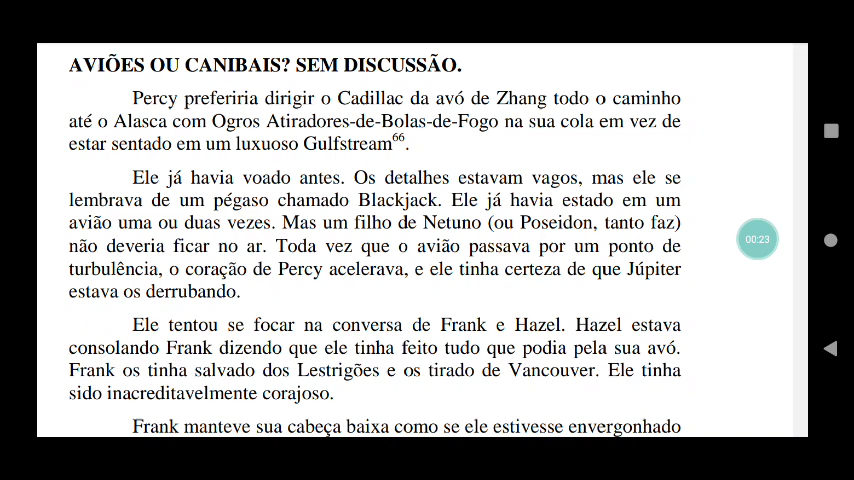 AVIÕES OU CANIBAIS? SEM DISCUSSÃO.
Percy preferiria dirigir o Cadillac da avó de Zhang todo o caminho
até o Alasca com Ogros Atiradores-de-Bolas-de-Fogo na sua cola em vez de
estar sentado em um luxuoso Gulfstream66.
Ele já havia voado antes. Os detalhes estavam vagos, mas ele se
lembrava de um pégaso chamado Blackjack. Ele já havia estado em um
avião uma ou duas vezes. Mas um filho de Netuno (ou Poseidon, tanto faz)
não deveria ficar no ar. Toda vez que o avião passava por um ponto de
turbulência, o coração de Percy acelerava, e ele tinha certeza de que Júpiter
estava os derrubando.
Ele tentou se focar na conversa de Frank e Hazel. Hazel estava
consolando Frank dizendo que ele tinha feito tudo que podia pela sua avó.
Frank os tinha salvado dos Lestrigões e os tirado de Vancouver. Ele tinha
sido inacreditavelmente corajoso.
Frank manteve sua cabeça baixa como se ele estivesse envergonhado
00:23